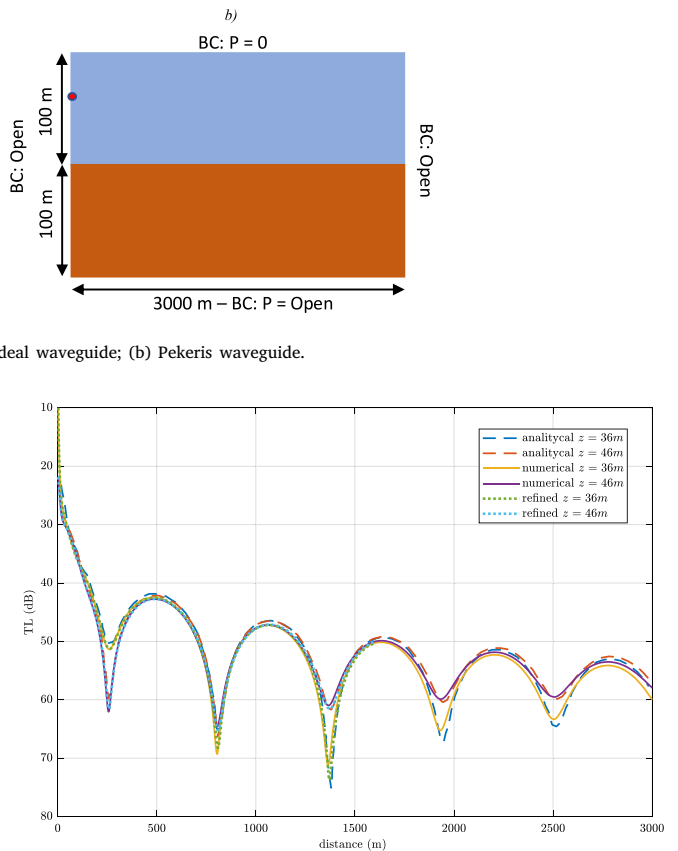 b)
BC: P = 0
100 m
BC: Open
BC: Open
100 m
3000 m – BC: P = Open
deal waveguide; (b) Pekeris waveguide.
10
20
30
40
50
60
70
80
TL (dB)
analitycal z = 36m
analitycal z = 46m
numerical z = 36m
numerical z = 46m
refined z = 36m
refined z = 46m
0
500
1000
1500
2000
2500
3000
distance (m)